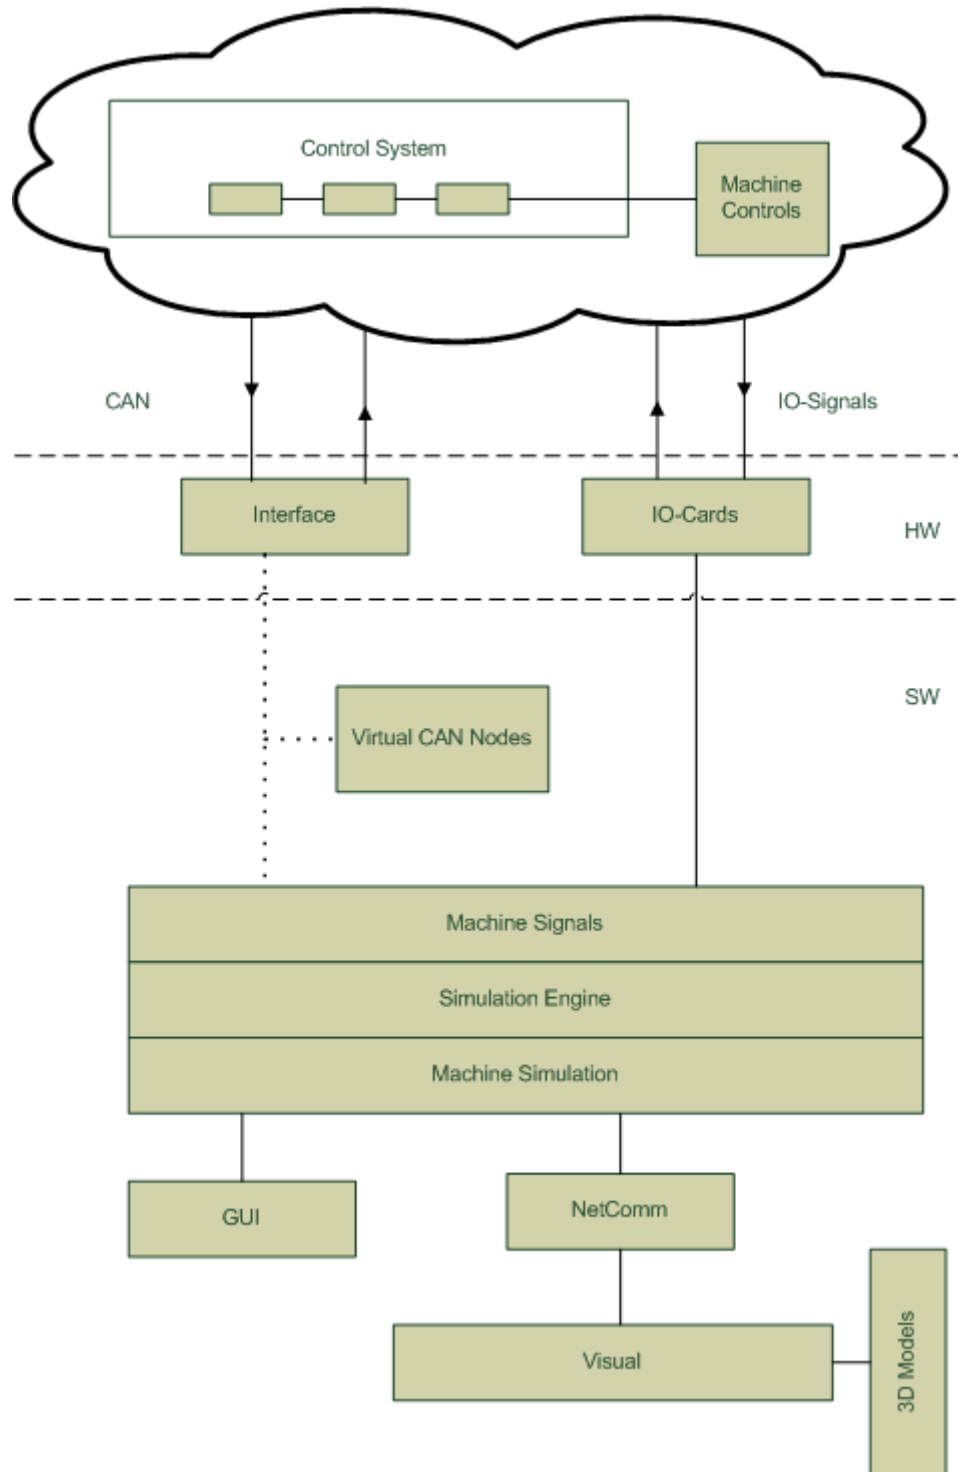 Control System
Machine
Controls
CAN
IO-Signals
Interface
IO-Cards
HW
SW
Virtual CAN Nodes
Machine Signals
Simulation Engine
Machine Simulation
GUI
NetComm
Visual
3D Models